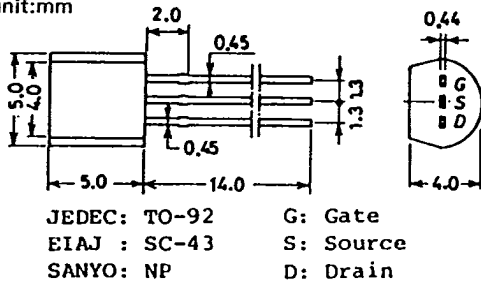 unit:mm
2.0
0.45
0.44
5.0
4.0
1.3
1.3
G
S
D
0.45
5.0
14.0
4.0
JEDEC: TO-92 G: Gate
EIAJ : SC-43 S: Source
SANYO: NP D: Drain